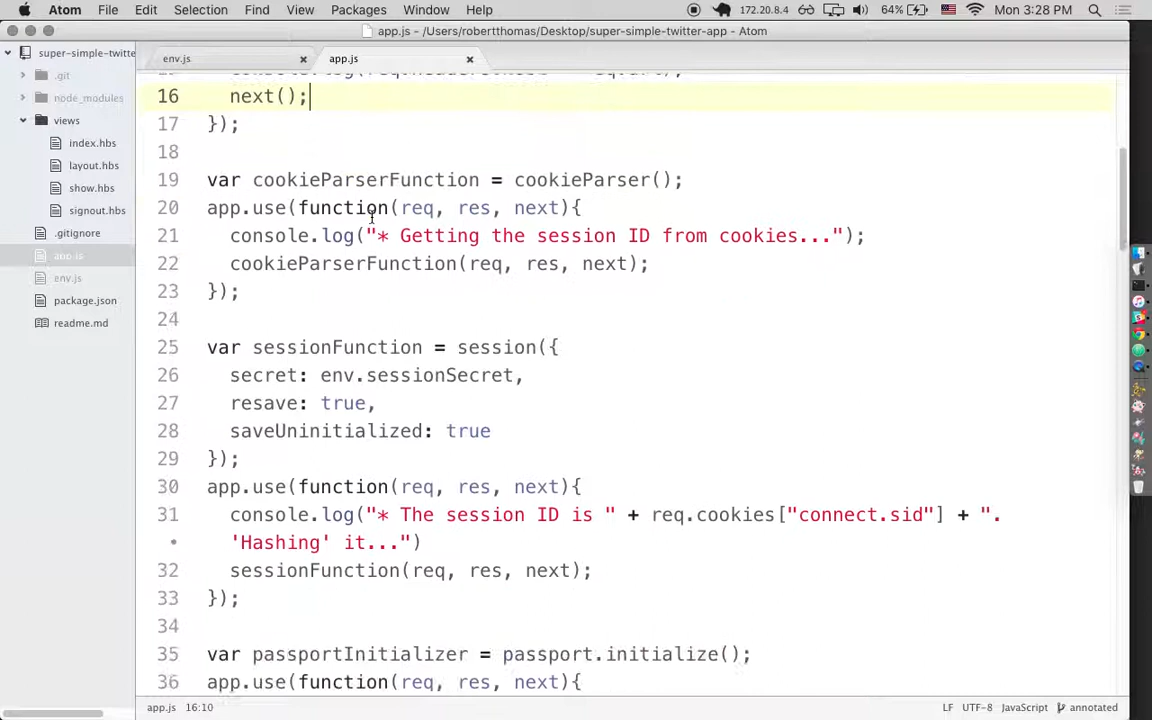 Atom File Edit Selection Find View Packages Window Help 172.20.8.4 64% Mon 3:28 PM
app.js - /Users/robertthomas/Desktop/super-simple-twitter-app - Atom
super-simple-twitte
.git
node_modules
views
index.hbs
layout.hbs
show.hbs
signout.hbs
.gitignore
app.js
env.js
package.json
readme.md
env.js app.js
16 next();
17 });
18
19 var cookieParserFunction = cookieParser();
20 app.use(function(req, res, next){
21 console.log("* Getting the session ID from cookies...");
22 cookieParserFunction(req, res, next);
23 });
24
25 var sessionFunction = session({
26 secret: env.sessionSecret,
27 resave: true,
28 saveUninitialized: true
29 });
30 app.use(function(req, res, next){
31 console.log("* The session ID is " + req.cookies["connect.sid"] + ".
• 'Hashing' it...")
32 sessionFunction(req, res, next);
33 });
34
35 var passportInitializer = passport.initialize();
36 app.use(function(req, res, next){
app.js 16:10 LF UTF-8 JavaScript annotated